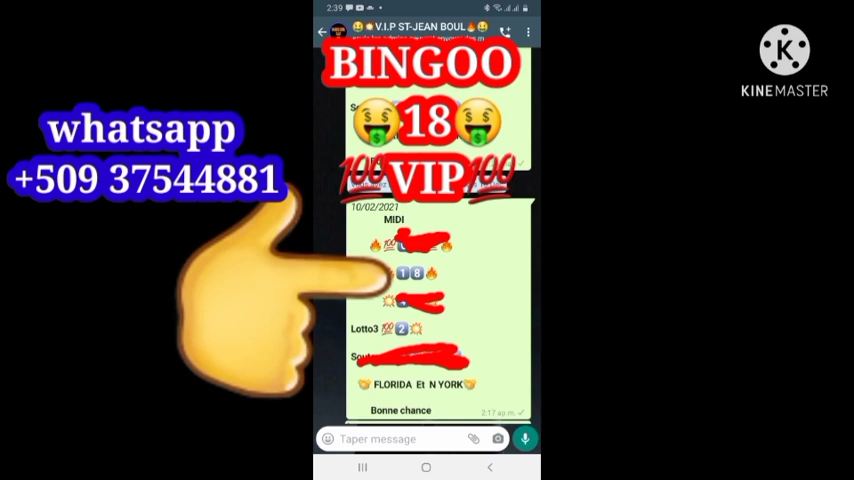 2:39
V.I.P ST-JEAN BOUL
BINGOO
18
VIP
whatsapp
+509 37544881
KINEMASTER
10/02/2021
MIDI
18
Lotto3 💯2
FLORIDA Et N YORK
Bonne chance
2:17 ap.m.
Taper message